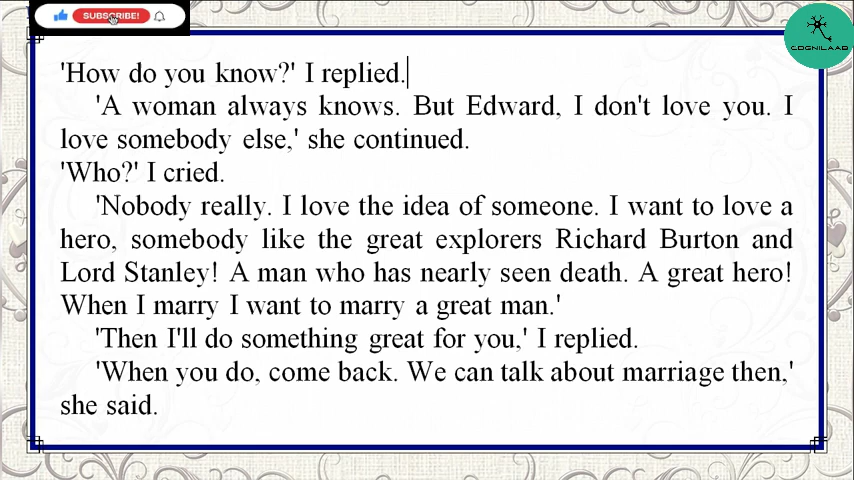 SUBSCRIBE!
COGNILAAB
'How do you know?' I replied.
'A woman always knows. But Edward, I don't love you. I
love somebody else,' she continued.
'Who?' I cried.
'Nobody really. I love the idea of someone. I want to love a
hero, somebody like the great explorers Richard Burton and
Lord Stanley! A man who has nearly seen death. A great hero!
When I marry I want to marry a great man.'
'Then I'll do something great for you,' I replied.
'When you do, come back. We can talk about marriage then,'
she said.